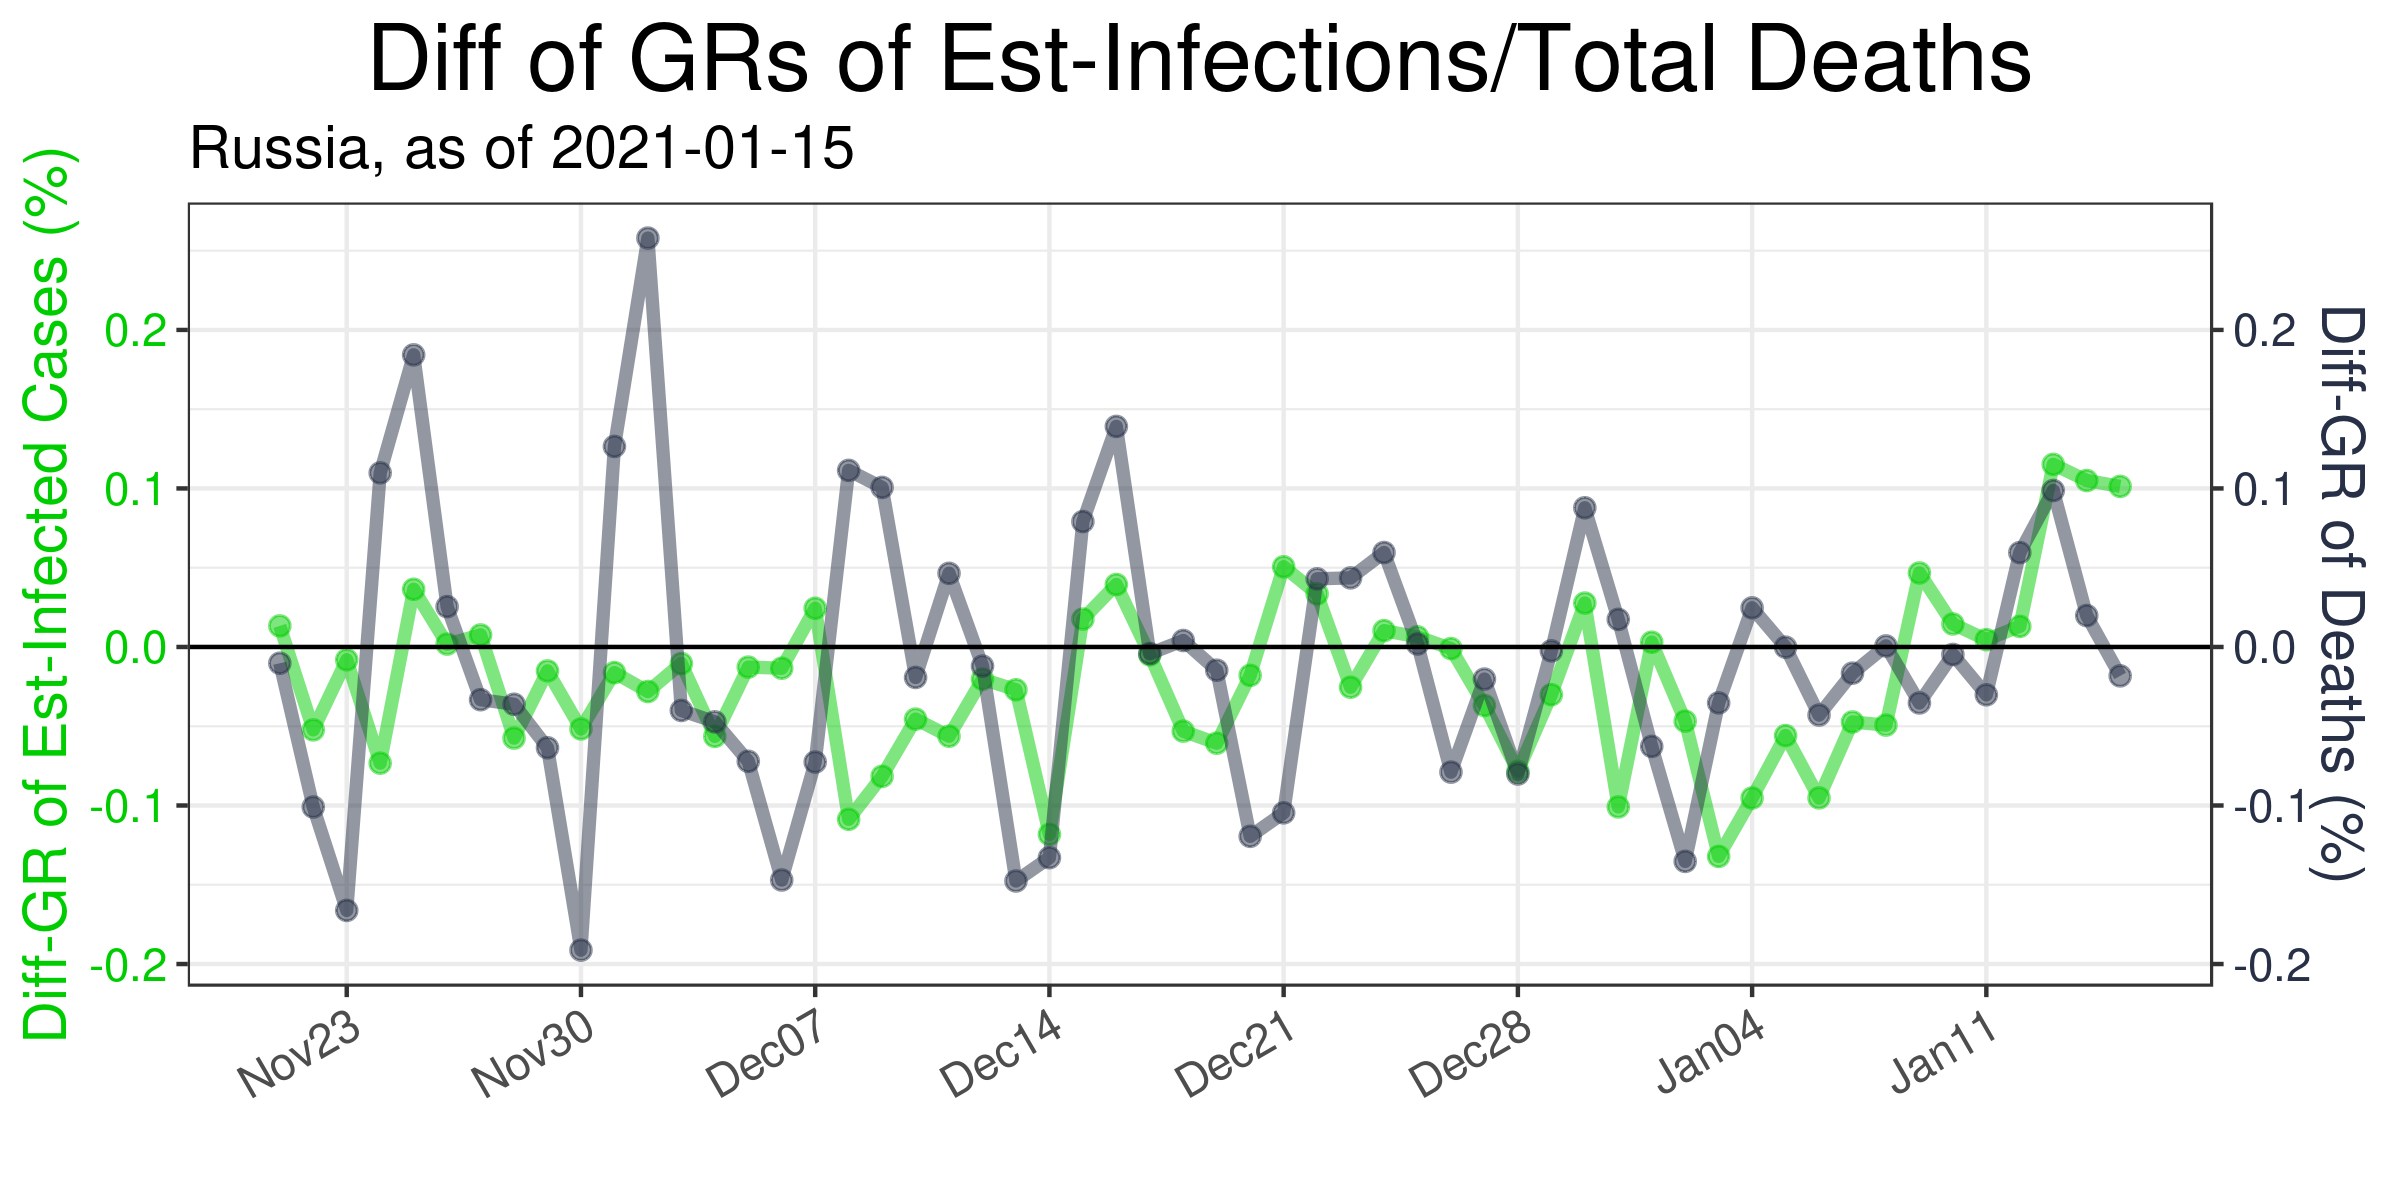 Diff of GRs of Est-Infections/Total Deaths
Russia, as of 2021-01-15
Diff-GR of Est-Infected Cases (%)
0.2
0.1
0.0
-0.1
-0.2
0.2
0.1
0.0
-0.1
-0.2
Diff-GR of Deaths (%)
Nov23
Nov30
Dec07
Dec14
Dec21
Dec28
Jan04
Jan11